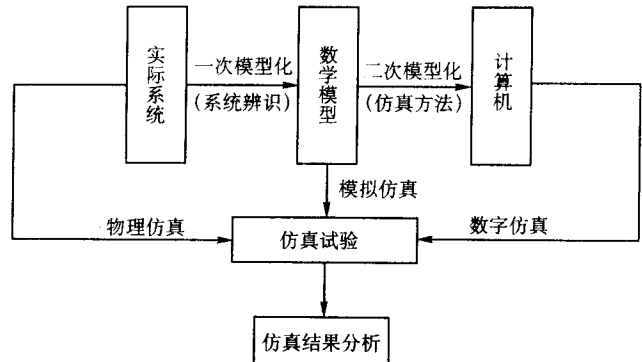 实际系统
一次模型化
(系统辨识)
数学模型
二次模型化
(仿真方法)
计算机
模拟仿真
物理仿真
仿真试验
数字仿真
仿真结果分析